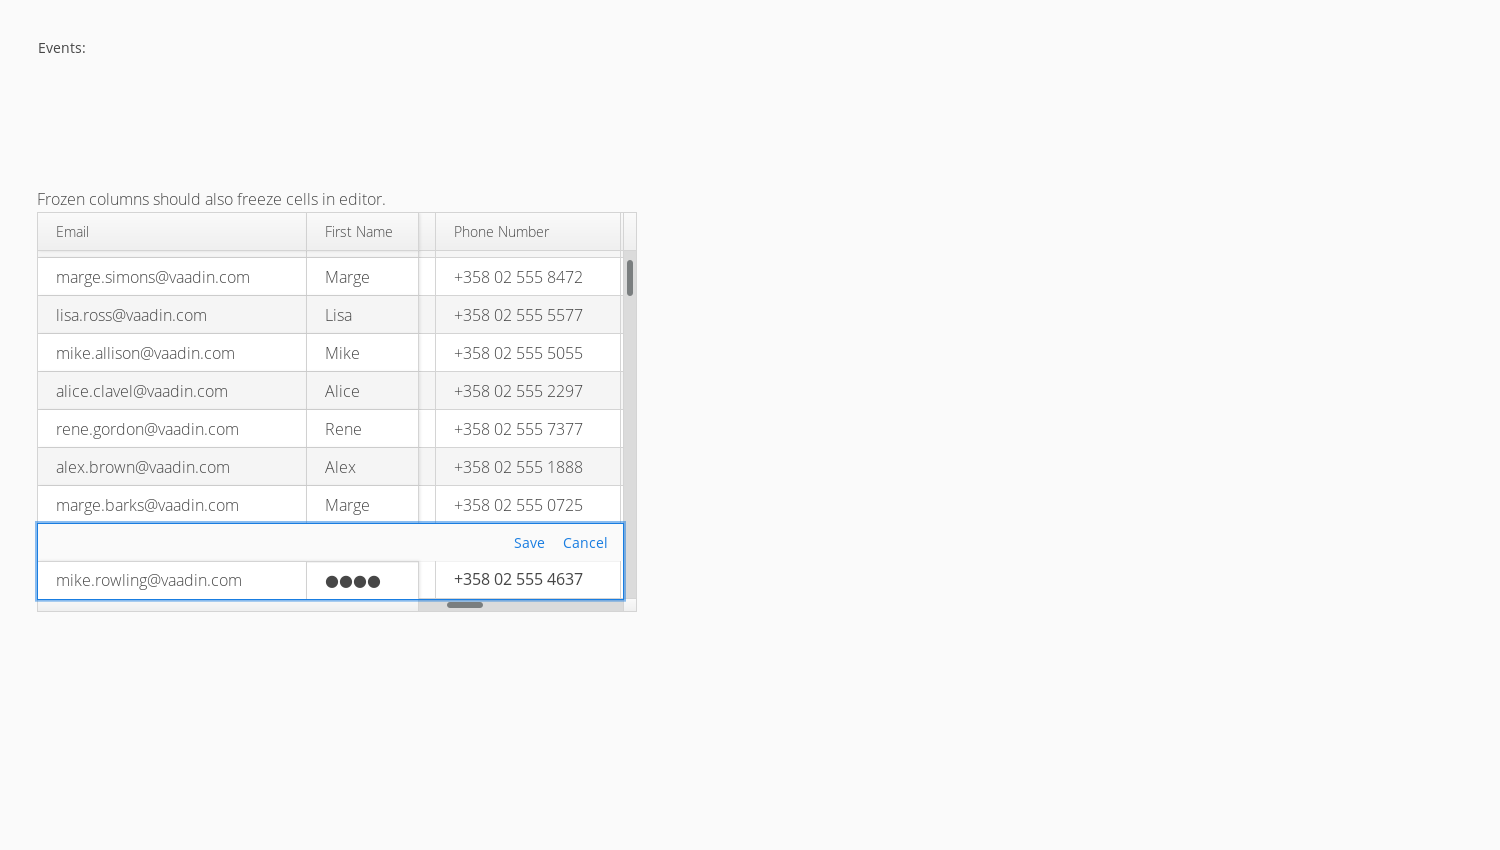 Events:
Frozen columns should also freeze cells in editor.
Email First Name Phone Number
marge.simons@vaadin.com Marge +358 02 555 8472
lisa.ross@vaadin.com Lisa +358 02 555 5577
mike.allison@vaadin.com Mike +358 02 555 5055
alice.clavel@vaadin.com Alice +358 02 555 2297
rene.gordon@vaadin.com Rene +358 02 555 7377
alex.brown@vaadin.com Alex +358 02 555 1888
marge.barks@vaadin.com Marge +358 02 555 0725
Save Cancel
mike.rowling@vaadin.com ●●●● +358 02 555 4637